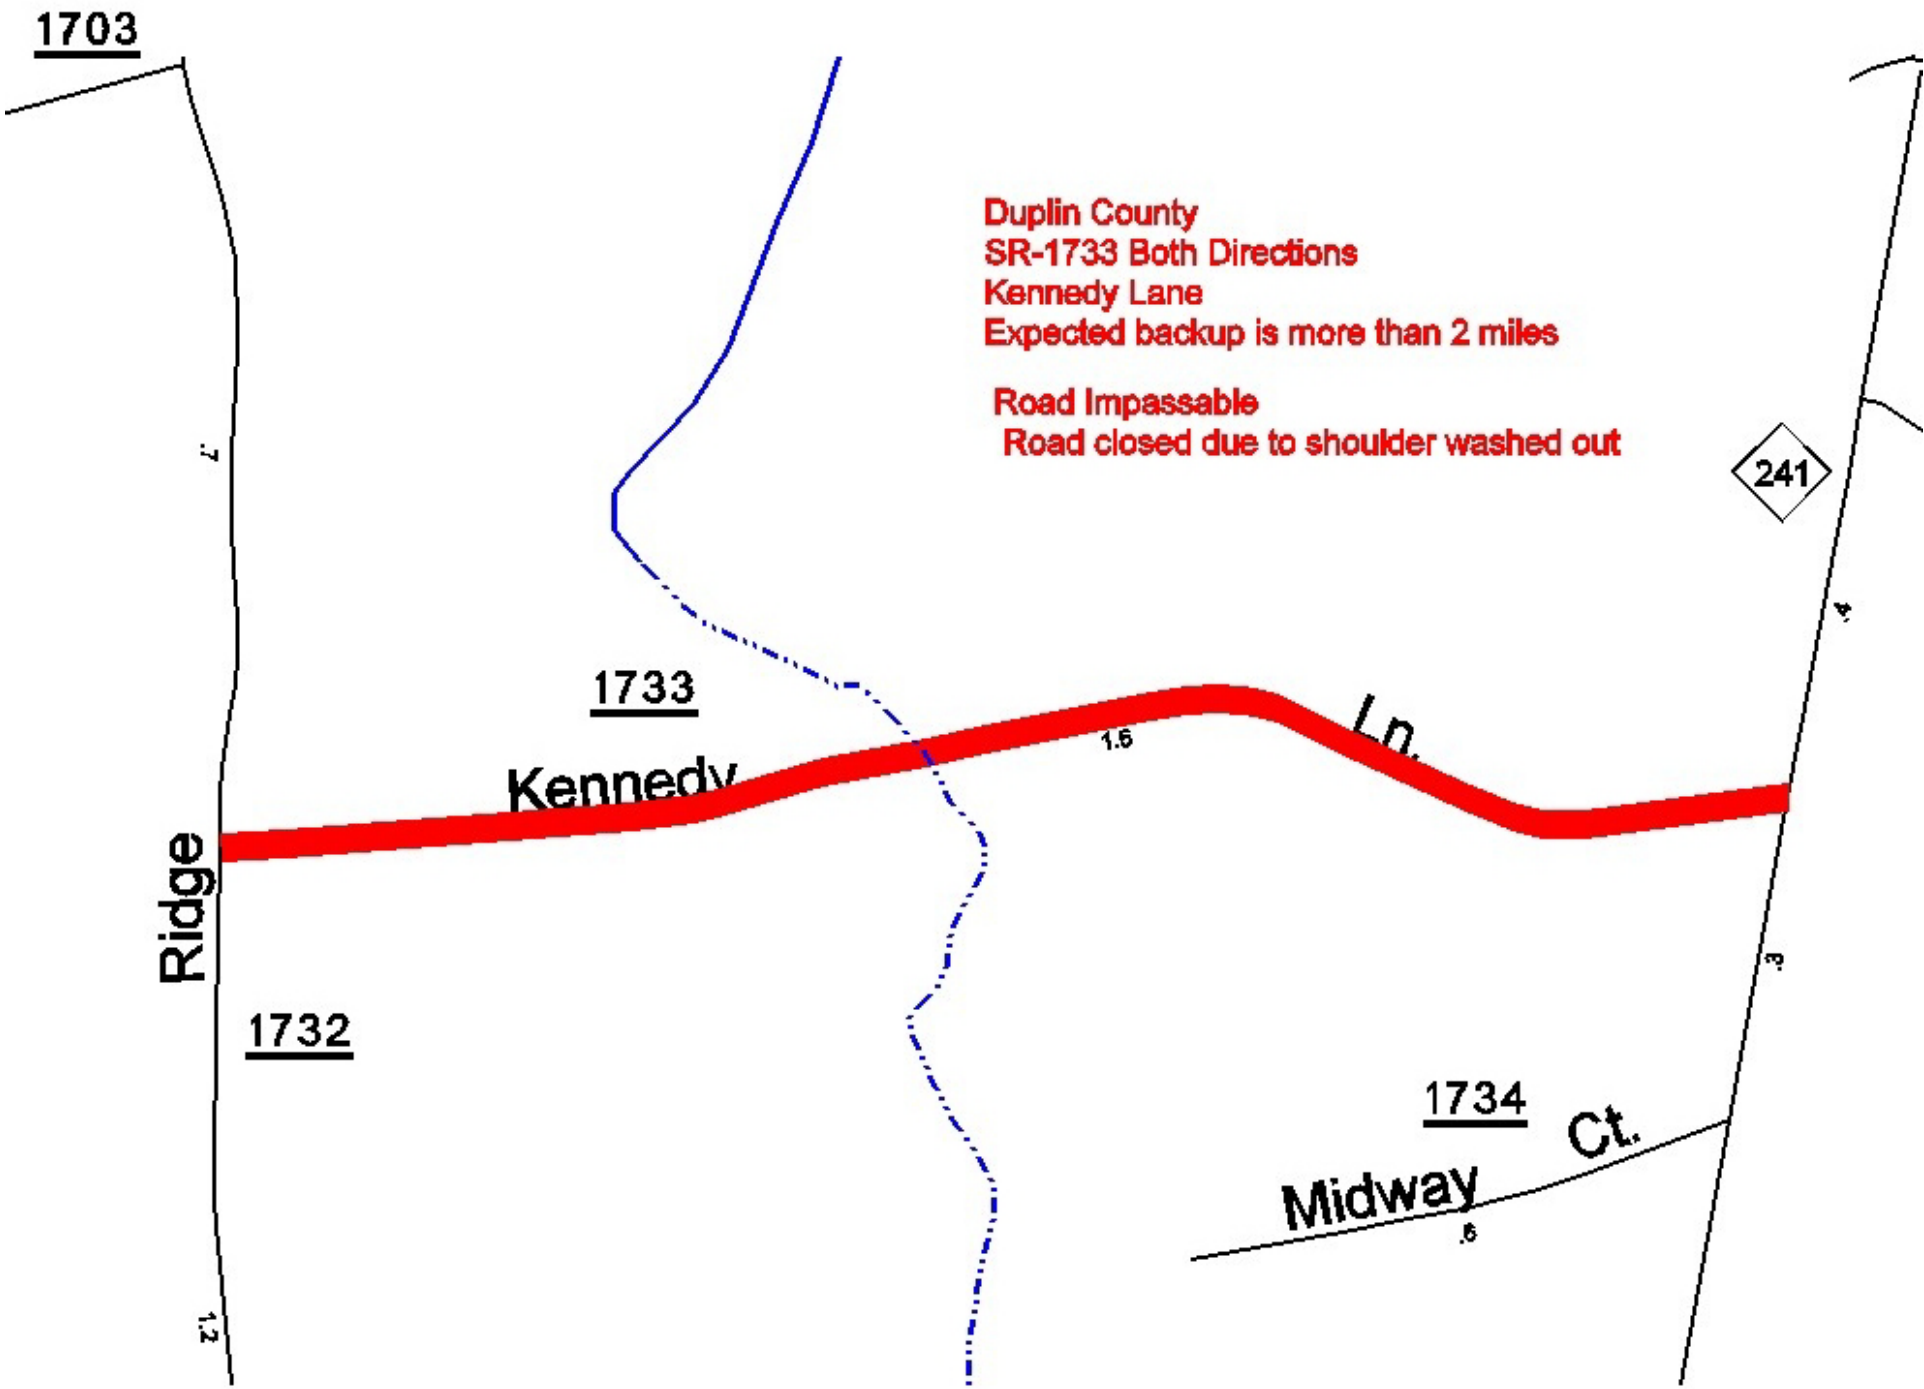 1703
Duplin County
SR-1733 Both Directions
Kennedy Lane
Expected backup is more than 2 miles
Road Impassable
Road closed due to shoulder washed out
.7
241
.4
1733
Kennedy Ln.
1.5
Ridge
.3
1732
1734
Midway Ct.
.6
1.2